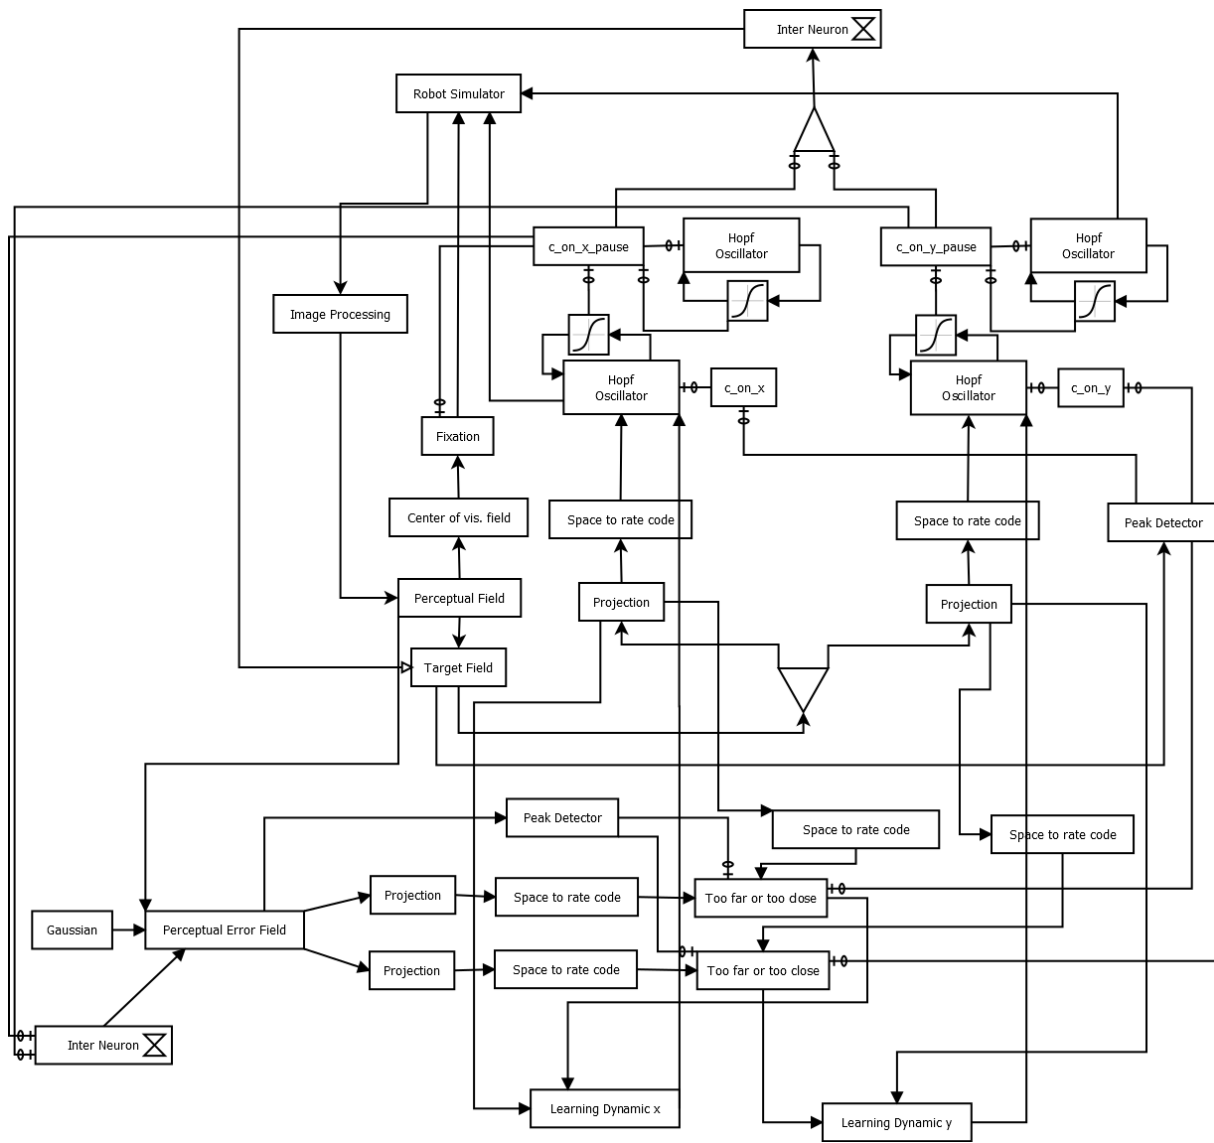 Inter Neuron
Robot Simulator
c_on_x_pause
Hopf
Oscillator
c_on_y_pause
Hopf
Oscillator
Image Processing
Hopf
Oscillator
c_on_x
Hopf
Oscillator
c_on_y
Fixation
Center of vis. field
Space to rate code
Space to rate code
Peak Detector
Perceptual Field
Projection
Projection
Target Field
Peak Detector
Space to rate code
Space to rate code
Projection
Space to rate code
Too far or too close
Gaussian
Perceptual Error Field
Projection
Space to rate code
Too far or too close
Inter Neuron
Learning Dynamic x
Learning Dynamic y